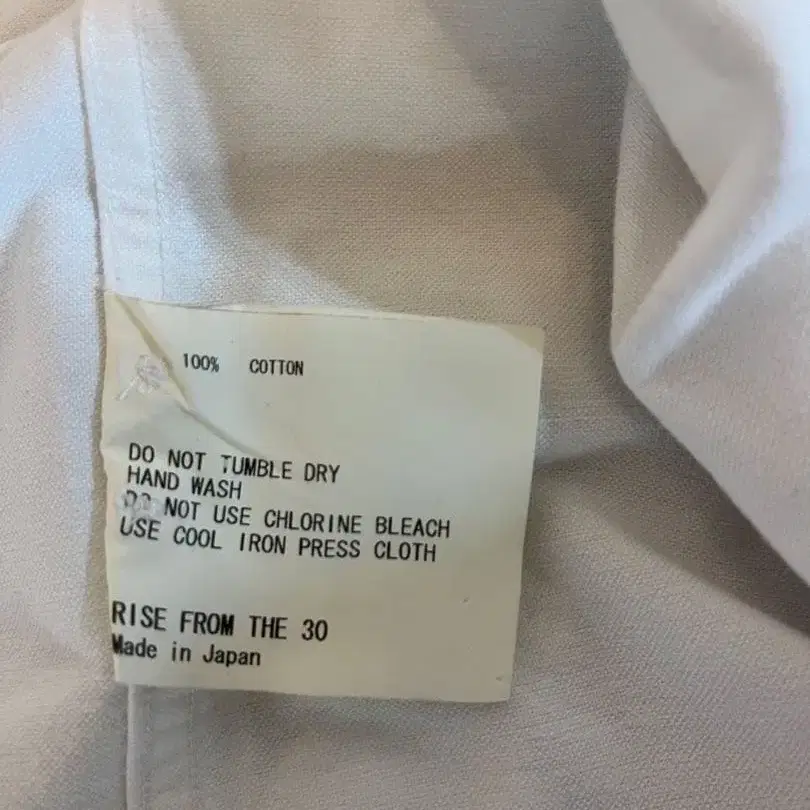 100% COTTON
DO NOT TUMBLE DRY
HAND WASH
DO NOT USE CHLORINE BLEACH
USE COOL IRON PRESS CLOTH
RISE FROM THE 30
Made in Japan